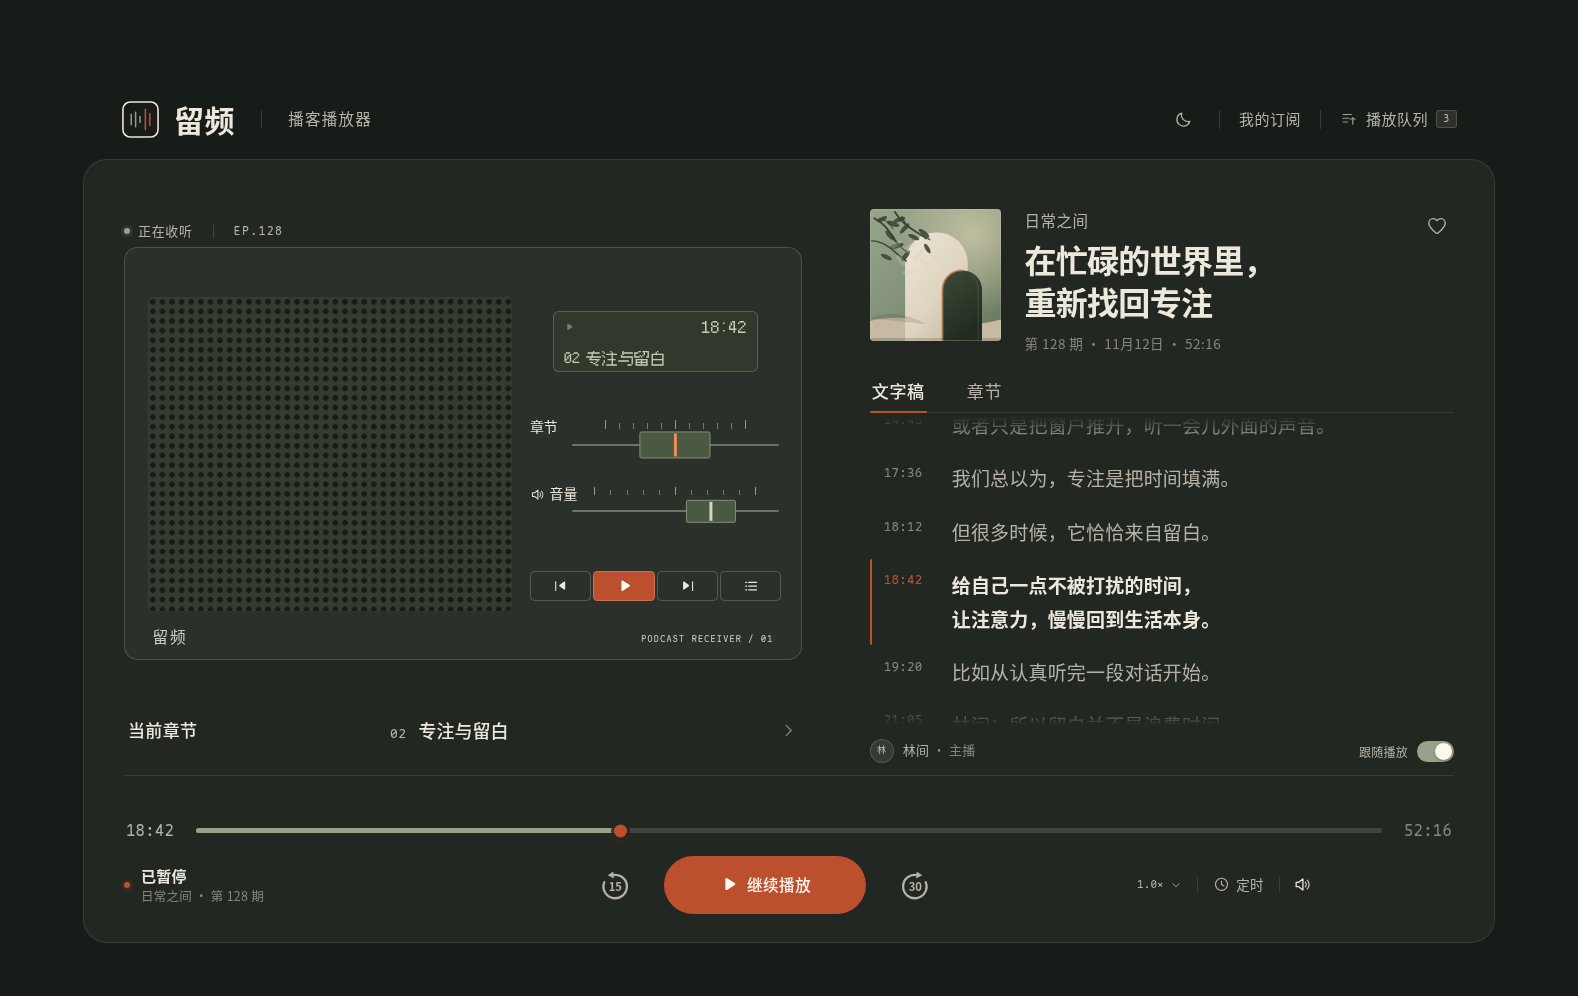 留频
播客播放器
我的订阅
播放队列 3
正在收听
EP.128
18:42
02 专注与留白
章节
音量
留频
PODCAST RECEIVER / 01
当前章节
02 专注与留白
日常之间
在忙碌的世界里，
重新找回专注
第 128 期 · 11月12日 · 52:16
文字稿
章节
或者只是把窗户推开，听一会儿外面的声音。
17:36 我们总以为，专注是把时间填满。
18:12 但很多时候，它恰恰来自留白。
18:42 给自己一点不被打扰的时间，
让注意力，慢慢回到生活本身。
19:20 比如从认真听完一段对话开始。
21:05
林 林间 · 主播
跟随播放
18:42
52:16
已暂停
日常之间 · 第 128 期
15
继续播放
30
1.0×
定时